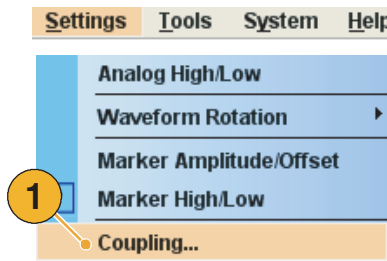 Settings Tools System Help
Analog High/Low
Waveform Rotation
Marker Amplitude/Offset
Marker High/Low
1
Coupling...